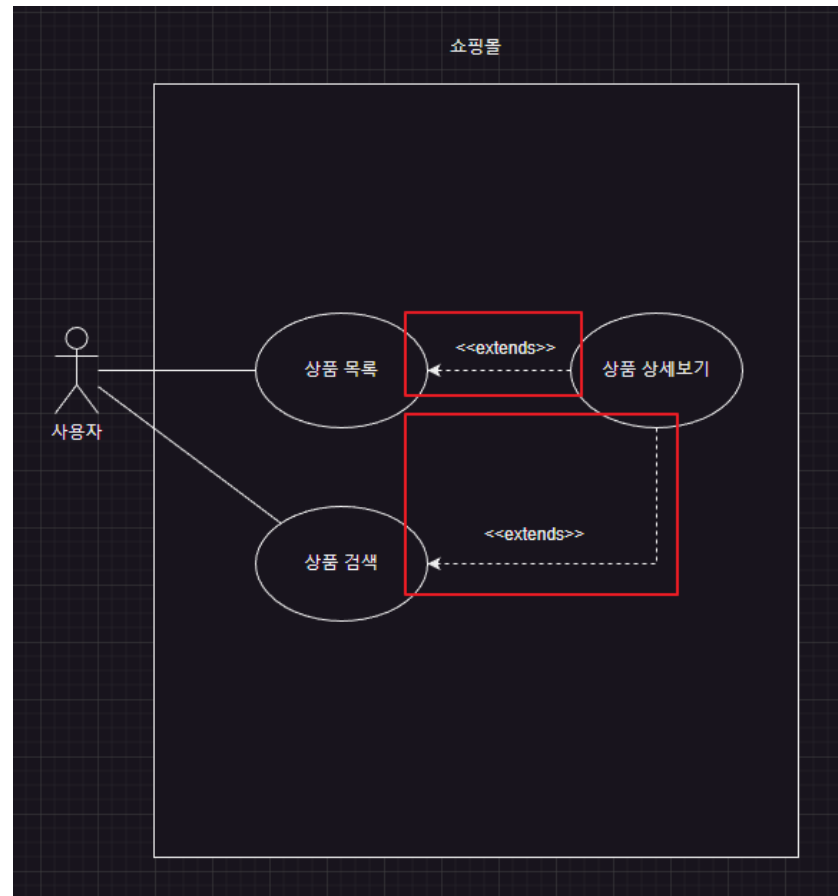 쇼핑몰
상품 목록
<<extends>>
상품 상세보기
사용자
<<extends>>
상품 검색